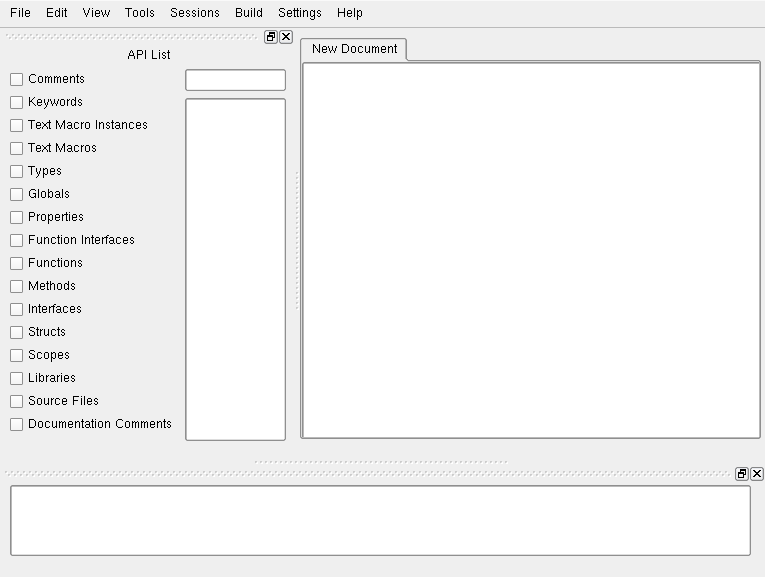 File Edit View Tools Sessions Build Settings Help
API List
New Document
Comments
Keywords
Text Macro Instances
Text Macros
Types
Globals
Properties
Function Interfaces
Functions
Methods
Interfaces
Structs
Scopes
Libraries
Source Files
Documentation Comments